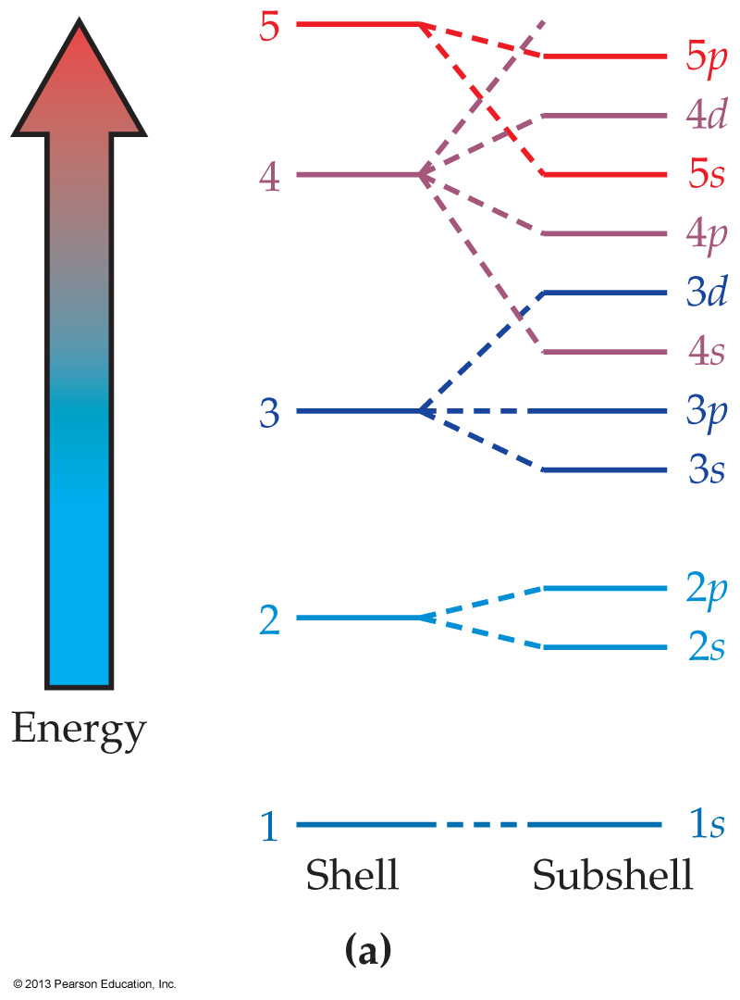 5
5p
4d
4
5s
4p
3d
4s
3
3p
3s
2p
2
2s
Energy
1
1s
Shell
Subshell
(a)
© 2013 Pearson Education, Inc.